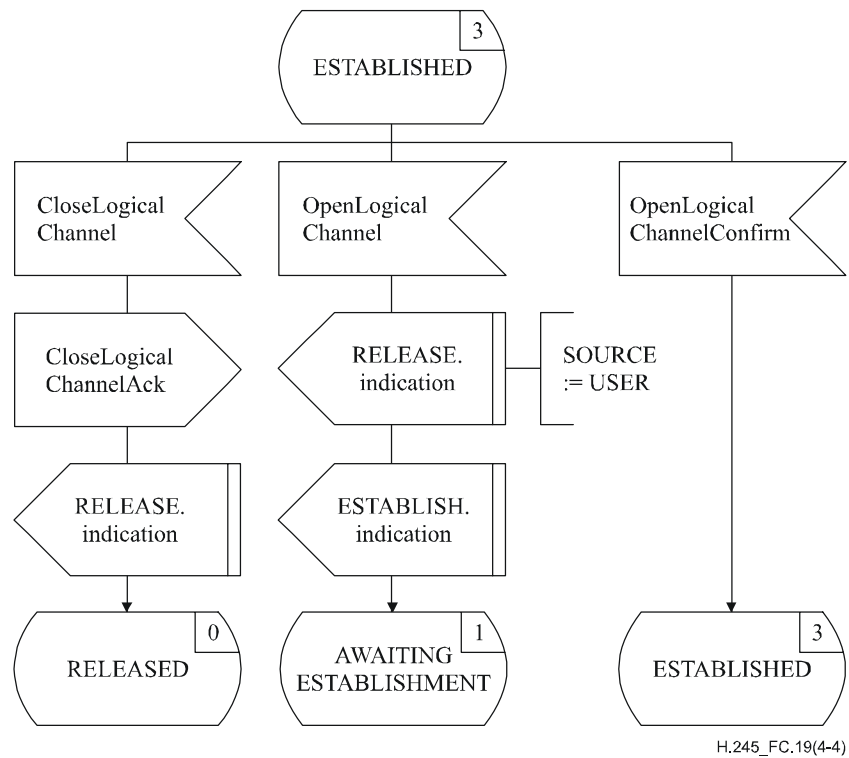 3
ESTABLISHED
CloseLogical
Channel
OpenLogical
Channel
OpenLogical
ChannelConfirm
CloseLogical
ChannelAck
RELEASE.
indication
SOURCE
:= USER
RELEASE.
indication
ESTABLISH.
indication
0
RELEASED
1
AWAITING
ESTABLISHMENT
3
ESTABLISHED
H.245_FC.19(4-4)